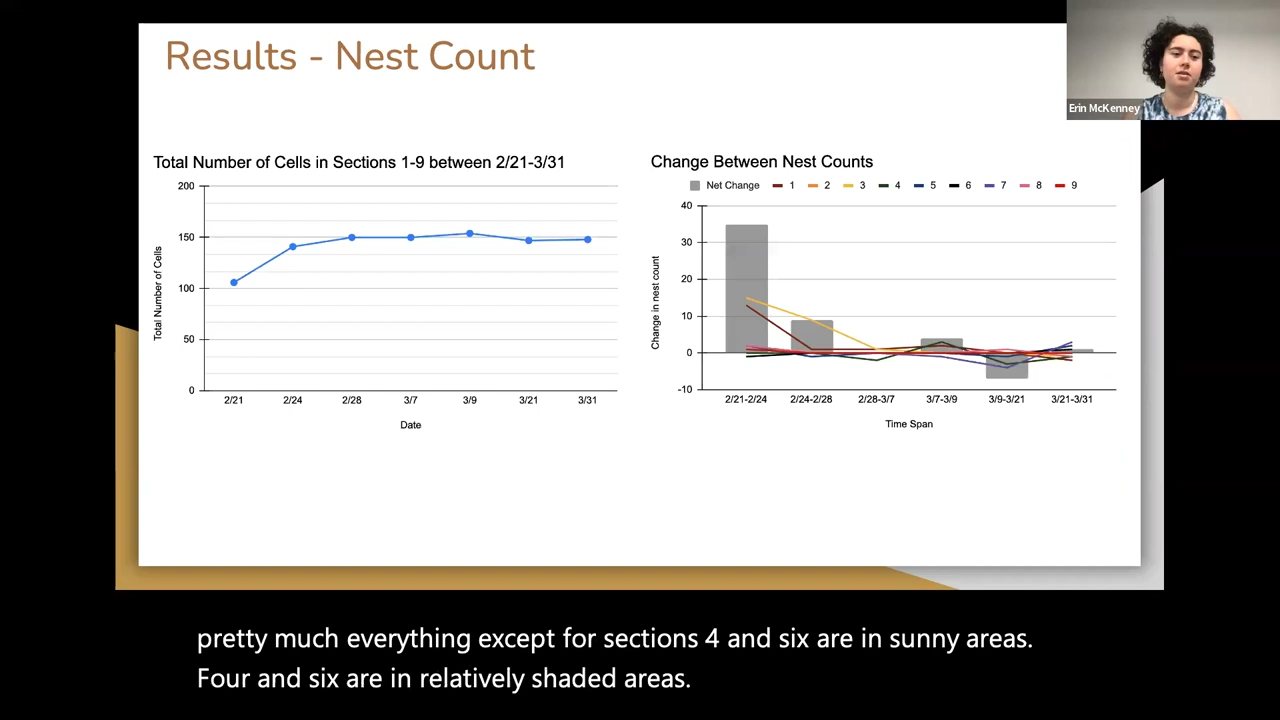 Results - Nest Count
Erin McKenney
Total Number of Cells in Sections 1-9 between 2/21-3/31
200
150
100
50
0
Total Number of Cells
2/21 2/24 2/28 3/7 3/9 3/21 3/31
Date
Change Between Nest Counts
Net Change 1 2 3 4 5 6 7 8 9
40
30
20
10
0
-10
Change in nest count
2/21-2/24 2/24-2/28 2/28-3/7 3/7-3/9 3/9-3/21 3/21-3/31
Time Span
pretty much everything except for sections 4 and six are in sunny areas.
Four and six are in relatively shaded areas.